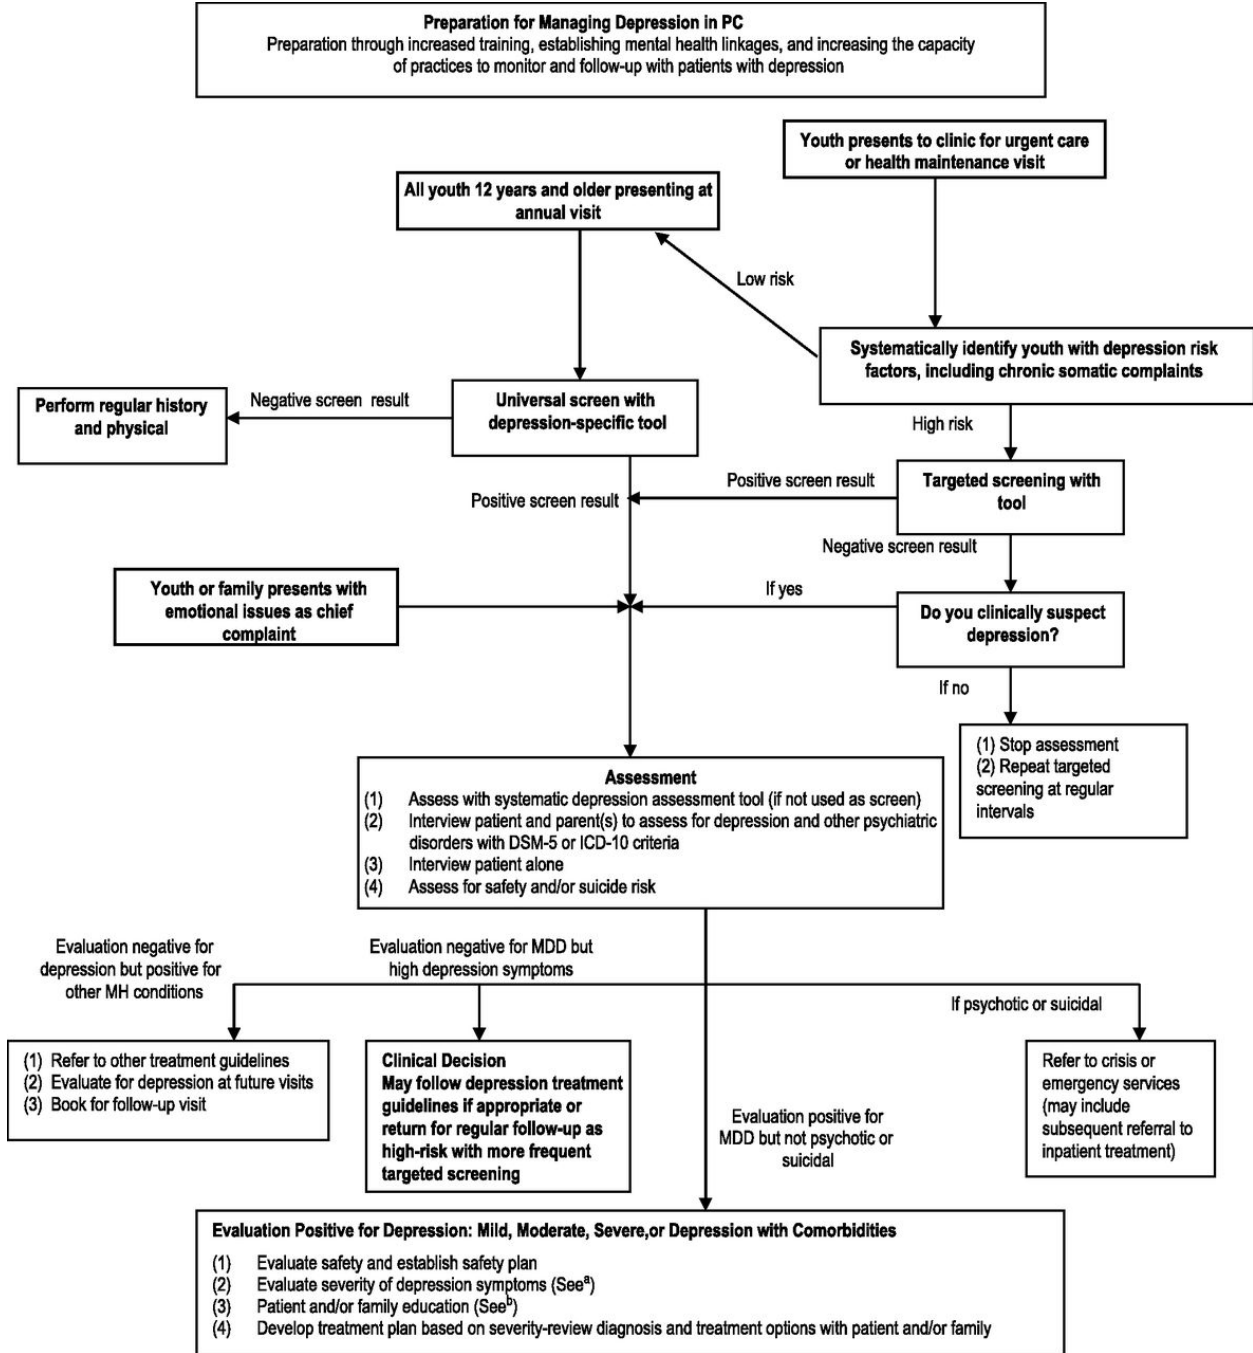 Preparation for Managing Depression in PC
Preparation through increased training, establishing mental health linkages, and increasing the capacity
of practices to monitor and follow-up with patients with depression
Youth presents to clinic for urgent care
or health maintenance visit
All youth 12 years and older presenting at
annual visit
Low risk
Systematically identify youth with depression risk
factors, including chronic somatic complaints
Perform regular history
and physical
Negative screen result
Universal screen with
depression-specific tool
High risk
Targeted screening with
tool
Positive screen result
Positive screen result
Negative screen result
Youth or family presents with
emotional issues as chief
complaint
If yes
Do you clinically suspect
depression?
If no
(1) Stop assessment
(2) Repeat targeted
screening at regular
intervals
Assessment
(1) Assess with systematic depression assessment tool (if not used as screen)
(2) Interview patient and parent(s) to assess for depression and other psychiatric
disorders with DSM-5 or ICD-10 criteria
(3) Interview patient alone
(4) Assess for safety and/or suicide risk
Evaluation negative for
depression but positive for
other MH conditions
Evaluation negative for MDD but
high depression symptoms
If psychotic or suicidal
(1) Refer to other treatment guidelines
(2) Evaluate for depression at future visits
(3) Book for follow-up visit
Clinical Decision
May follow depression treatment
guidelines if appropriate or
return for regular follow-up as
high-risk with more frequent
targeted screening
Evaluation positive for
MDD but not psychotic or
suicidal
Refer to crisis or
emergency services
(may include
subsequent referral to
inpatient treatment)
Evaluation Positive for Depression: Mild, Moderate, Severe,or Depression with Comorbidities
(1) Evaluate safety and establish safety plan
(2) Evaluate severity of depression symptoms (See a)
(3) Patient and/or family education (See b)
(4) Develop treatment plan based on severity-review diagnosis and treatment options with patient and/or family